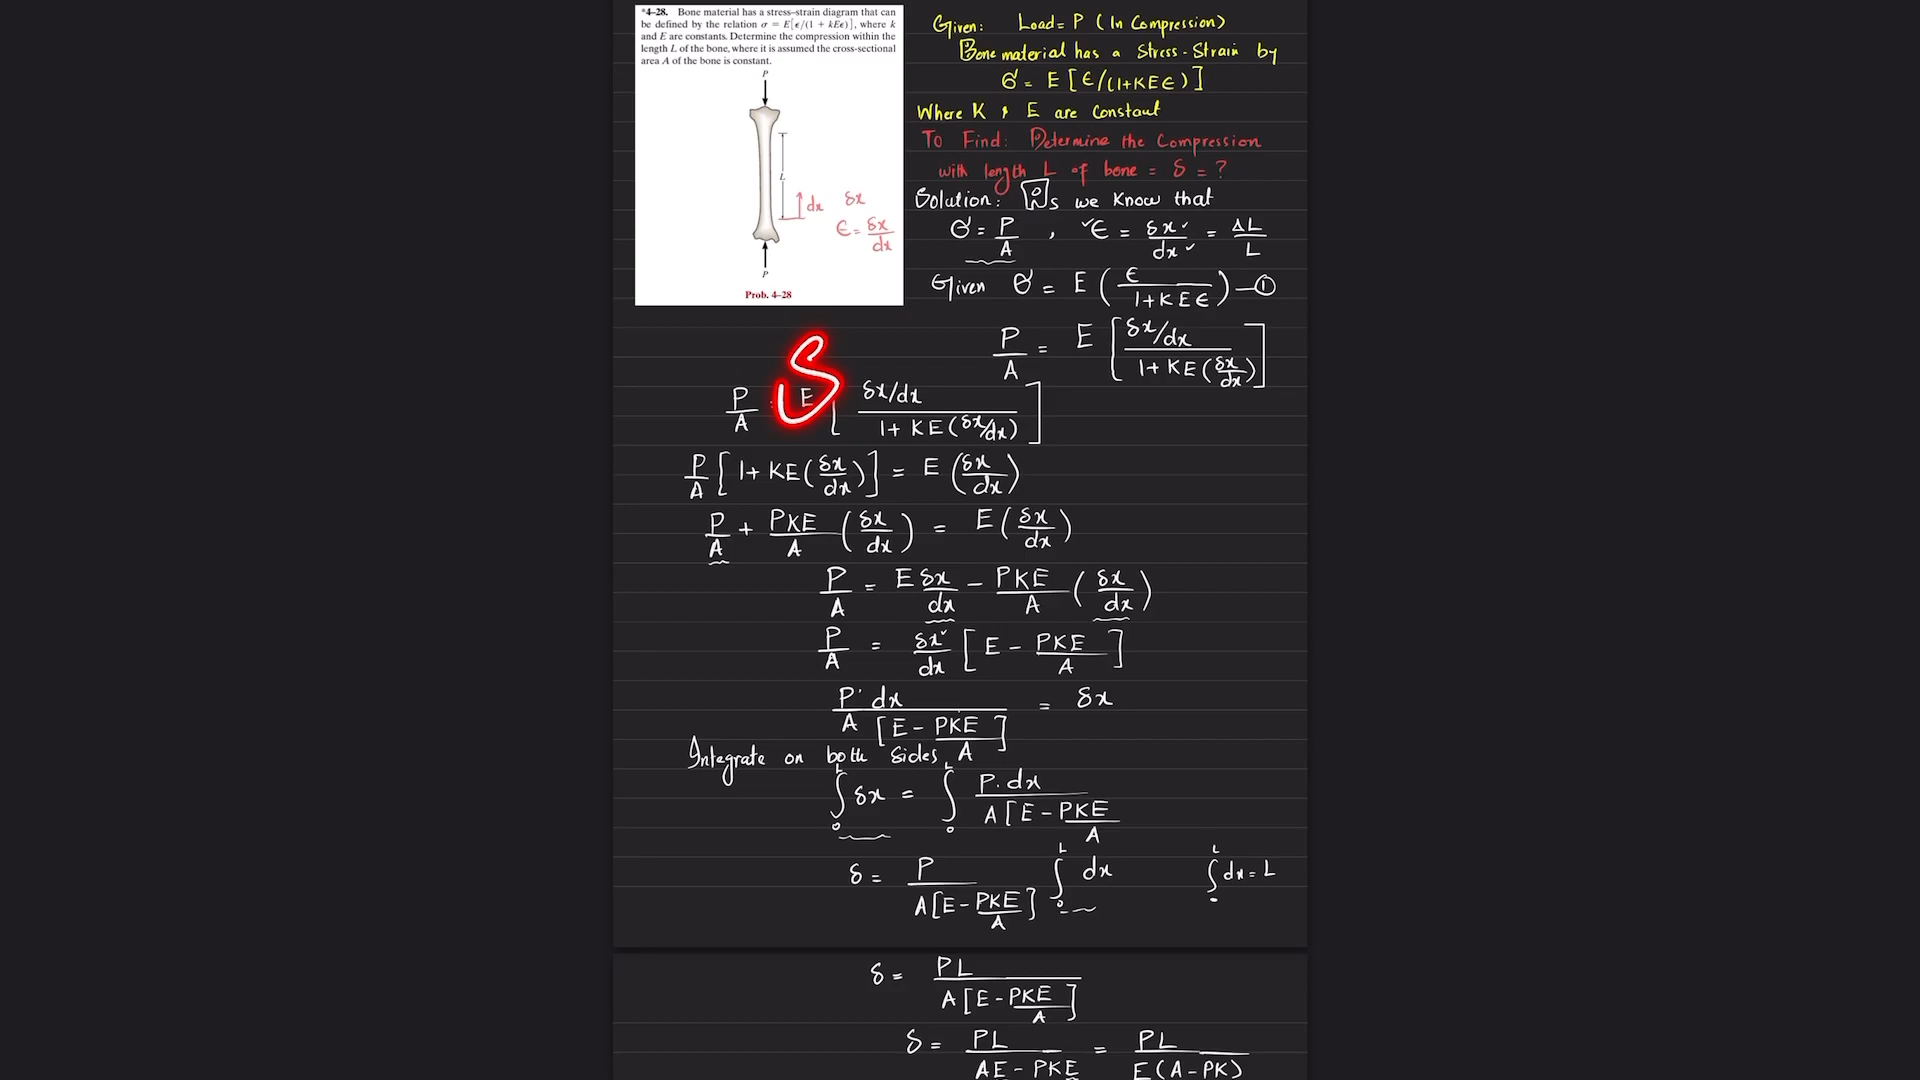 *4–28. Bone material has a stress–strain diagram that can
be defined by the relation σ = E[ϵ/(1 + kEϵ)], where k
and E are constants. Determine the compression within the
length L of the bone, where it is assumed the cross-sectional
area A of the bone is constant.
P
L
dx δx
ϵ = δx/dx
P
Prob. 4–28
Given: Load = P (In Compression)
Bone material has a Stress-Strain by
σ = E [ϵ/(1+KEϵ)]
Where K & E are Constant
To Find: Determine the Compression
with length L of bone = δ = ?
Solution: As we know that
σ = P/A , ϵ = δx/dx = ΔL/L
Given σ = E (ϵ/(1+KEϵ)) — ①
P/A = E [(δx/dx)/(1+KE(δx/dx))]
S
P/A E [(δx/dx)/(1+KE(δx/dx))]
P/A [1+KE(δx/dx)] = E (δx/dx)
P/A + PKE/A (δx/dx) = E(δx/dx)
P/A = E δx/dx − PKE/A (δx/dx)
P/A = δx/dx [E − PKE/A]
P·dx / A[E − PKE/A] = δx
Integrate on both sides
∫₀ᴸ δx = ∫₀ᴸ P.dx / A[E − PKE/A
δ = P / A[E − PKE/A] ∫₀ᴸ dx ∫₀ᴸ dx = L
δ = PL / A[E − PKE/A]
δ = PL / AE − PKE = PL / E(A − PK)